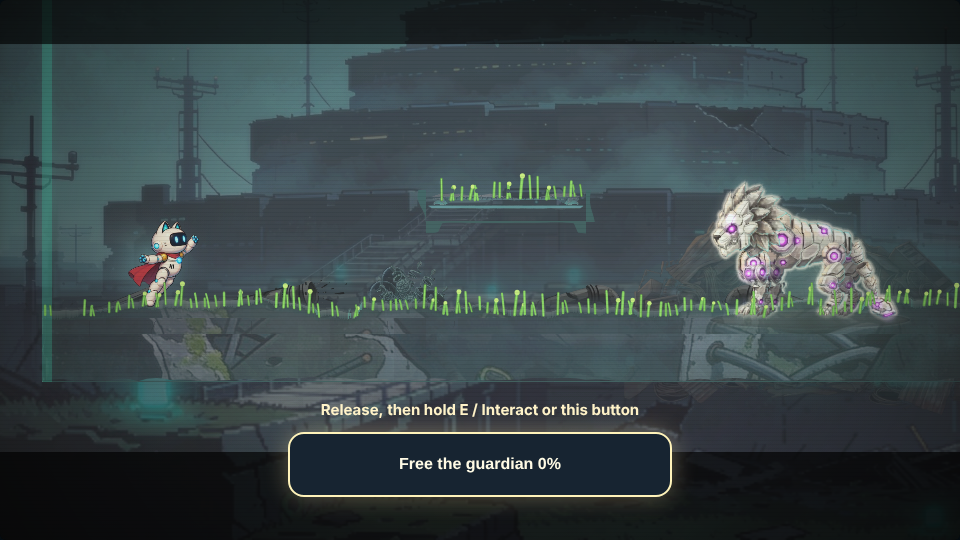 Release, then hold E / Interact or this button
Free the guardian 0%